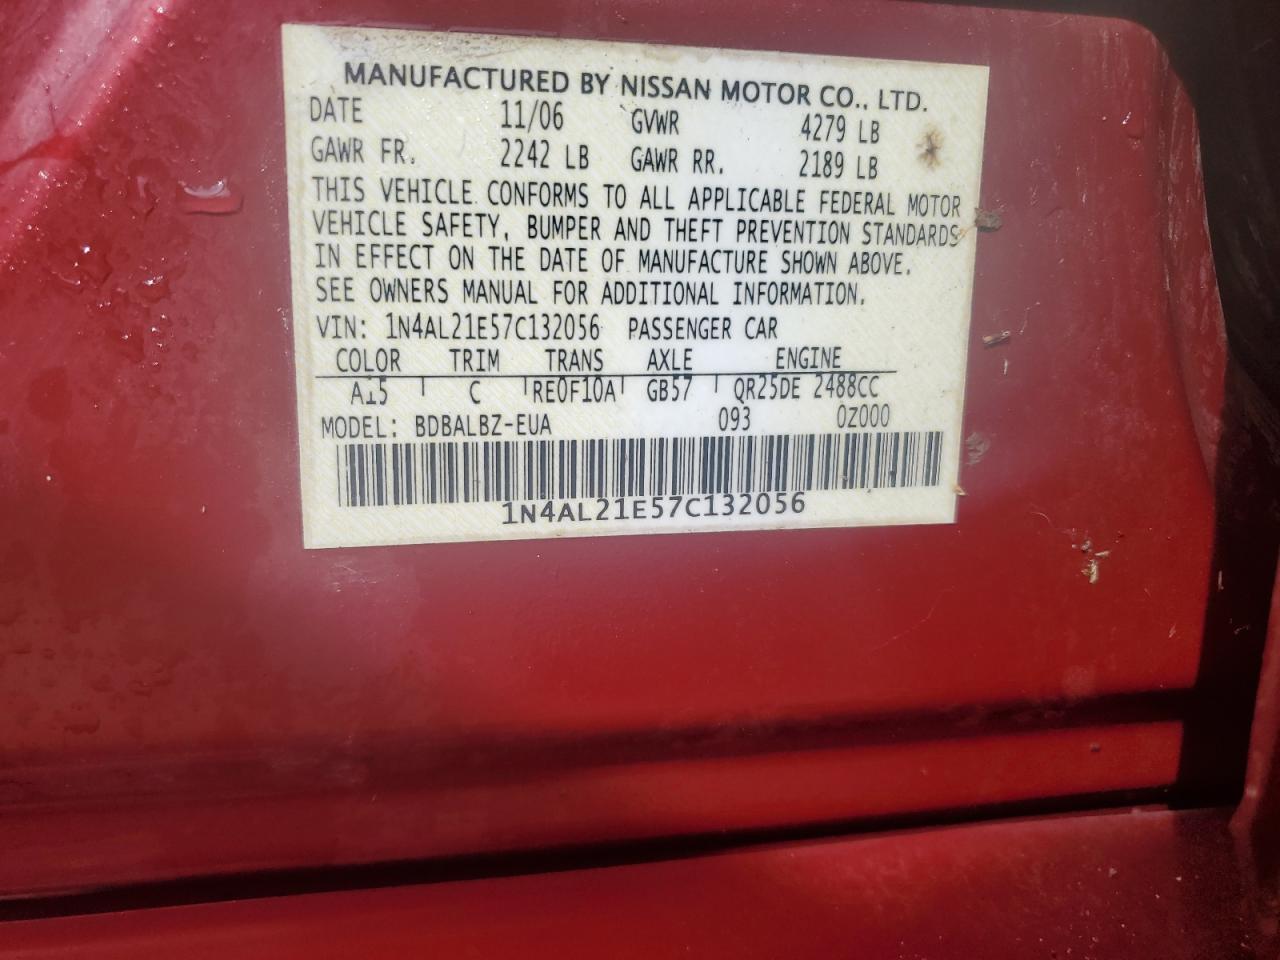 MANUFACTURED BY NISSAN MOTOR CO., LTD.
DATE 11/06 GVWR 4279 LB
GAWR FR. 2242 LB GAWR RR. 2189 LB
THIS VEHICLE CONFORMS TO ALL APPLICABLE FEDERAL MOTOR
VEHICLE SAFETY, BUMPER AND THEFT PREVENTION STANDARDS
IN EFFECT ON THE DATE OF MANUFACTURE SHOWN ABOVE.
SEE OWNERS MANUAL FOR ADDITIONAL INFORMATION.
VIN: 1N4AL21E57C132056 PASSENGER CAR
COLOR TRIM TRANS AXLE ENGINE
A15 C RE0F10A GB57 QR25DE 2488CC
MODEL: BDBALBZ-EUA 093 0Z000
1N4AL21E57C132056